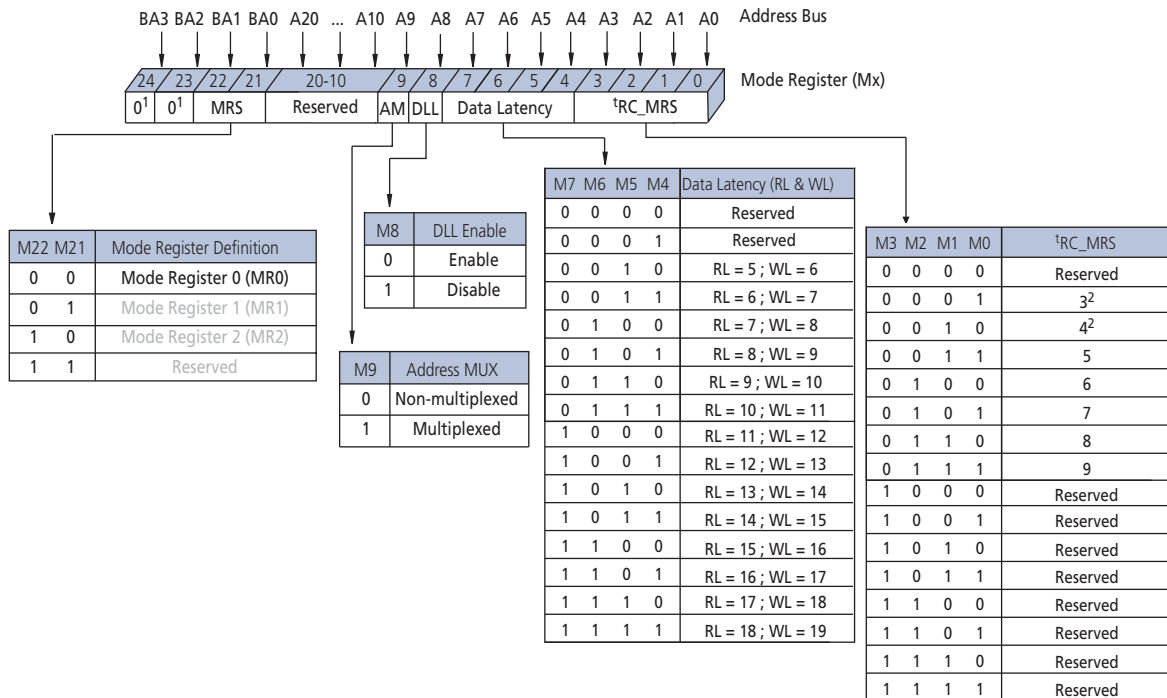 BA3 BA2 BA1 BA0 A20 ... A10 A9 A8 A7 A6 A5 A4 A3 A2 A1 A0 Address Bus
24 23 22 21 20-10 9 8 7 6 5 4 3 2 1 0 Mode Register (Mx)
0¹ 0¹ MRS Reserved AM DLL Data Latency ᵗRC_MRS
M22 M21 Mode Register Definition
0 0 Mode Register 0 (MR0)
0 1 Mode Register 1 (MR1)
1 0 Mode Register 2 (MR2)
1 1 Reserved
M8 DLL Enable
0 Enable
1 Disable
M9 Address MUX
0 Non-multiplexed
1 Multiplexed
M7 M6 M5 M4 Data Latency (RL & WL)
0 0 0 0 Reserved
0 0 0 1 Reserved
0 0 1 0 RL = 5 ; WL = 6
0 0 1 1 RL = 6 ; WL = 7
0 1 0 0 RL = 7 ; WL = 8
0 1 0 1 RL = 8 ; WL = 9
0 1 1 0 RL = 9 ; WL = 10
0 1 1 1 RL = 10 ; WL = 11
1 0 0 0 RL = 11 ; WL = 12
1 0 0 1 RL = 12 ; WL = 13
1 0 1 0 RL = 13 ; WL = 14
1 0 1 1 RL = 14 ; WL = 15
1 1 0 0 RL = 15 ; WL = 16
1 1 0 1 RL = 16 ; WL = 17
1 1 1 0 RL = 17 ; WL = 18
1 1 1 1 RL = 18 ; WL = 19
M3 M2 M1 M0 ᵗRC_MRS
0 0 0 0 Reserved
0 0 0 1 3²
0 0 1 0 4²
0 0 1 1 5
0 1 0 0 6
0 1 0 1 7
0 1 1 0 8
0 1 1 1 9
1 0 0 0 Reserved
1 0 0 1 Reserved
1 0 1 0 Reserved
1 0 1 1 Reserved
1 1 0 0 Reserved
1 1 0 1 Reserved
1 1 1 0 Reserved
1 1 1 1 Reserved